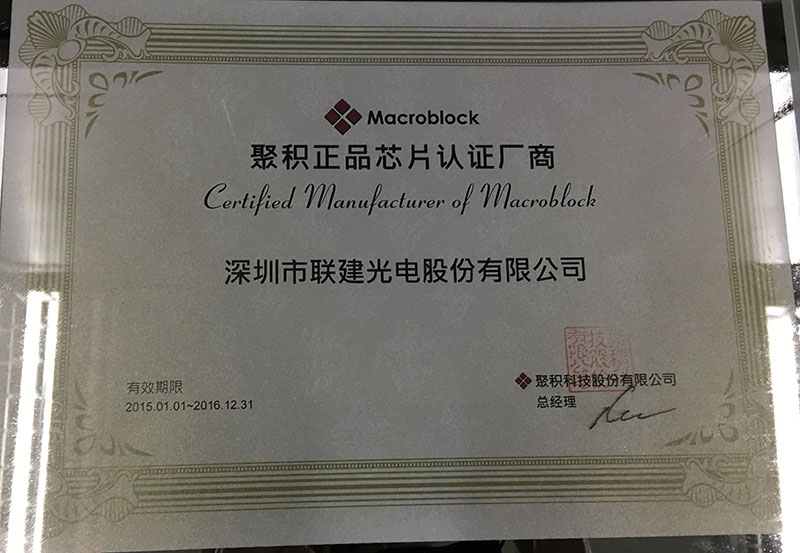 Macroblock
聚积正品芯片认证厂商
Certified Manufacturer of Macroblock
深圳市联建光电股份有限公司
有效期限
2015.01.01~2016.12.31
聚积科技股份有限公司
总经理